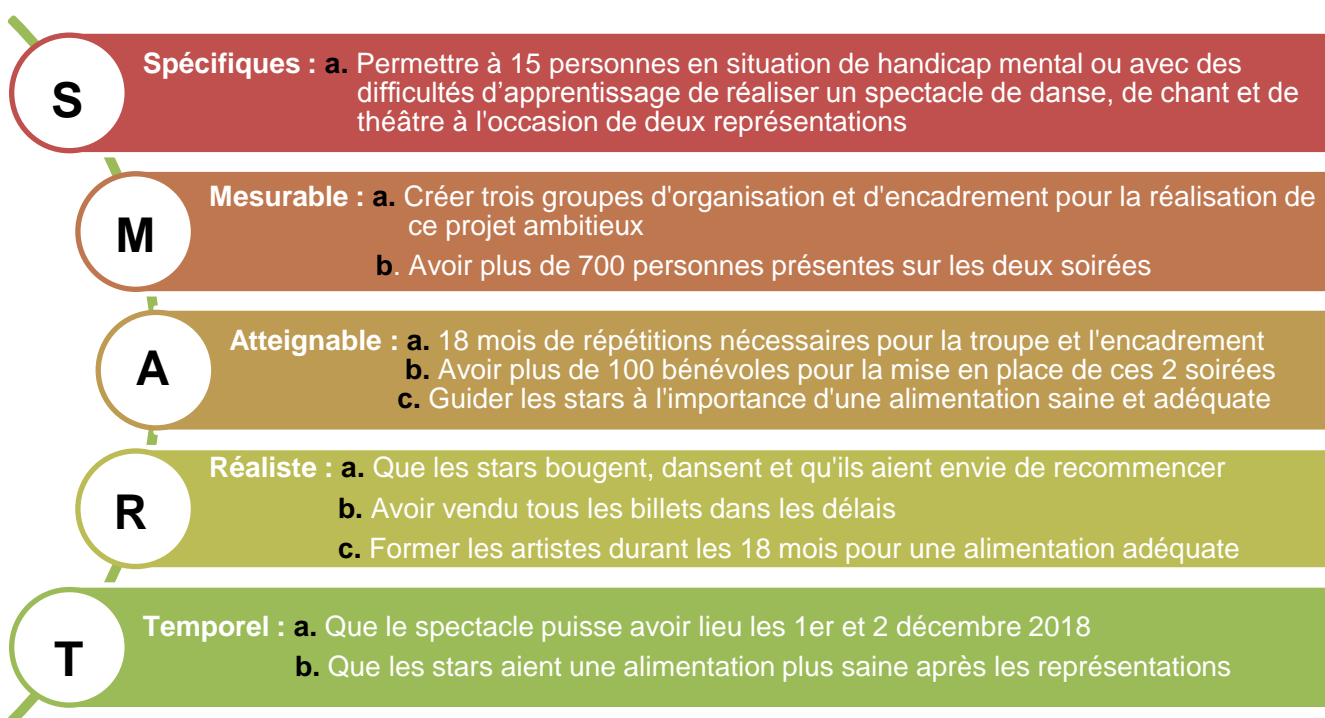 S
Spécifiques : a. Permettre à 15 personnes en situation de handicap mental ou avec des
difficultés d’apprentissage de réaliser un spectacle de danse, de chant et de
théâtre à l'occasion de deux représentations
M
Mesurable : a. Créer trois groupes d'organisation et d'encadrement pour la réalisation de
ce projet ambitieux
b. Avoir plus de 700 personnes présentes sur les deux soirées
A
Atteignable : a. 18 mois de répétitions nécessaires pour la troupe et l'encadrement
b. Avoir plus de 100 bénévoles pour la mise en place de ces 2 soirées
c. Guider les stars à l'importance d'une alimentation saine et adéquate
R
Réaliste : a. Que les stars bougent, dansent et qu'ils aient envie de recommencer
b. Avoir vendu tous les billets dans les délais
c. Former les artistes durant les 18 mois pour une alimentation adéquate
T
Temporel : a. Que le spectacle puisse avoir lieu les 1er et 2 décembre 2018
b. Que les stars aient une alimentation plus saine après les représentations